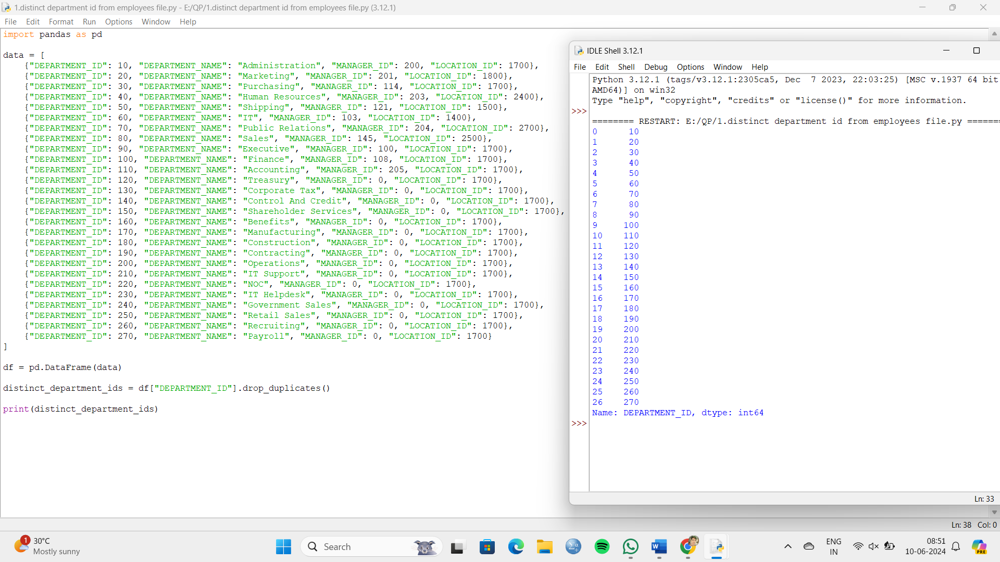 1.distinct department id from employees file.py - E:/QP/1.distinct department id from employees file.py (3.12.1)
File Edit Format Run Options Window Help
import pandas as pd
data = [
{"DEPARTMENT_ID": 10, "DEPARTMENT_NAME": "Administration", "MANAGER_ID": 200, "LOCATION_ID": 1700},
{"DEPARTMENT_ID": 20, "DEPARTMENT_NAME": "Marketing", "MANAGER_ID": 201, "LOCATION_ID": 1800},
{"DEPARTMENT_ID": 30, "DEPARTMENT_NAME": "Purchasing", "MANAGER_ID": 114, "LOCATION_ID": 1700},
{"DEPARTMENT_ID": 40, "DEPARTMENT_NAME": "Human Resources", "MANAGER_ID": 203, "LOCATION_ID": 2400},
{"DEPARTMENT_ID": 50, "DEPARTMENT_NAME": "Shipping", "MANAGER_ID": 121, "LOCATION_ID": 1500},
{"DEPARTMENT_ID": 60, "DEPARTMENT_NAME": "IT", "MANAGER_ID": 103, "LOCATION_ID": 1400},
{"DEPARTMENT_ID": 70, "DEPARTMENT_NAME": "Public Relations", "MANAGER_ID": 204, "LOCATION_ID": 2700},
{"DEPARTMENT_ID": 80, "DEPARTMENT_NAME": "Sales", "MANAGER_ID": 145, "LOCATION_ID": 2500},
{"DEPARTMENT_ID": 90, "DEPARTMENT_NAME": "Executive", "MANAGER_ID": 100, "LOCATION_ID": 1700},
{"DEPARTMENT_ID": 100, "DEPARTMENT_NAME": "Finance", "MANAGER_ID": 108, "LOCATION_ID": 1700},
{"DEPARTMENT_ID": 110, "DEPARTMENT_NAME": "Accounting", "MANAGER_ID": 205, "LOCATION_ID": 1700},
{"DEPARTMENT_ID": 120, "DEPARTMENT_NAME": "Treasury", "MANAGER_ID": 0, "LOCATION_ID": 1700},
{"DEPARTMENT_ID": 130, "DEPARTMENT_NAME": "Corporate Tax", "MANAGER_ID": 0, "LOCATION_ID": 1700},
{"DEPARTMENT_ID": 140, "DEPARTMENT_NAME": "Control And Credit", "MANAGER_ID": 0, "LOCATION_ID": 1700},
{"DEPARTMENT_ID": 150, "DEPARTMENT_NAME": "Shareholder Services", "MANAGER_ID": 0, "LOCATION_ID": 1700},
{"DEPARTMENT_ID": 160, "DEPARTMENT_NAME": "Benefits", "MANAGER_ID": 0, "LOCATION_ID": 1700},
{"DEPARTMENT_ID": 170, "DEPARTMENT_NAME": "Manufacturing", "MANAGER_ID": 0, "LOCATION_ID": 1700},
{"DEPARTMENT_ID": 180, "DEPARTMENT_NAME": "Construction", "MANAGER_ID": 0, "LOCATION_ID": 1700},
{"DEPARTMENT_ID": 190, "DEPARTMENT_NAME": "Contracting", "MANAGER_ID": 0, "LOCATION_ID": 1700},
{"DEPARTMENT_ID": 200, "DEPARTMENT_NAME": "Operations", "MANAGER_ID": 0, "LOCATION_ID": 1700},
{"DEPARTMENT_ID": 210, "DEPARTMENT_NAME": "IT Support", "MANAGER_ID": 0, "LOCATION_ID": 1700},
{"DEPARTMENT_ID": 220, "DEPARTMENT_NAME": "NOC", "MANAGER_ID": 0, "LOCATION_ID": 1700},
{"DEPARTMENT_ID": 230, "DEPARTMENT_NAME": "IT Helpdesk", "MANAGER_ID": 0, "LOCATION_ID": 1700},
{"DEPARTMENT_ID": 240, "DEPARTMENT_NAME": "Government Sales", "MANAGER_ID": 0, "LOCATION_ID": 1700},
{"DEPARTMENT_ID": 250, "DEPARTMENT_NAME": "Retail Sales", "MANAGER_ID": 0, "LOCATION_ID": 1700},
{"DEPARTMENT_ID": 260, "DEPARTMENT_NAME": "Recruiting", "MANAGER_ID": 0, "LOCATION_ID": 1700},
{"DEPARTMENT_ID": 270, "DEPARTMENT_NAME": "Payroll", "MANAGER_ID": 0, "LOCATION_ID": 1700}
]
df = pd.DataFrame(data)
distinct_department_ids = df["DEPARTMENT_ID"].drop_duplicates()
print(distinct_department_ids)
IDLE Shell 3.12.1
File Edit Shell Debug Options Window Help
Python 3.12.1 (tags/v3.12.1:2305ca5, Dec  7 2023, 22:03:25) [MSC v.1937 64 bit
AMD64)] on win32
Type "help", "copyright", "credits" or "license()" for more information.
>>>
======== RESTART: E:/QP/1.distinct department id from employees file.py =======
0 10
1 20
2 30
3 40
4 50
5 60
6 70
7 80
8 90
9 100
10 110
11 120
12 130
13 140
14 150
15 160
16 170
17 180
18 190
19 200
20 210
21 220
22 230
23 240
24 250
25 260
26 270
Name: DEPARTMENT_ID, dtype: int64
>>>
Ln: 33
Ln: 38 Col: 0
1
30°C
Mostly sunny
Search
W
PRE
ENG
IN
08:51
10-06-2024